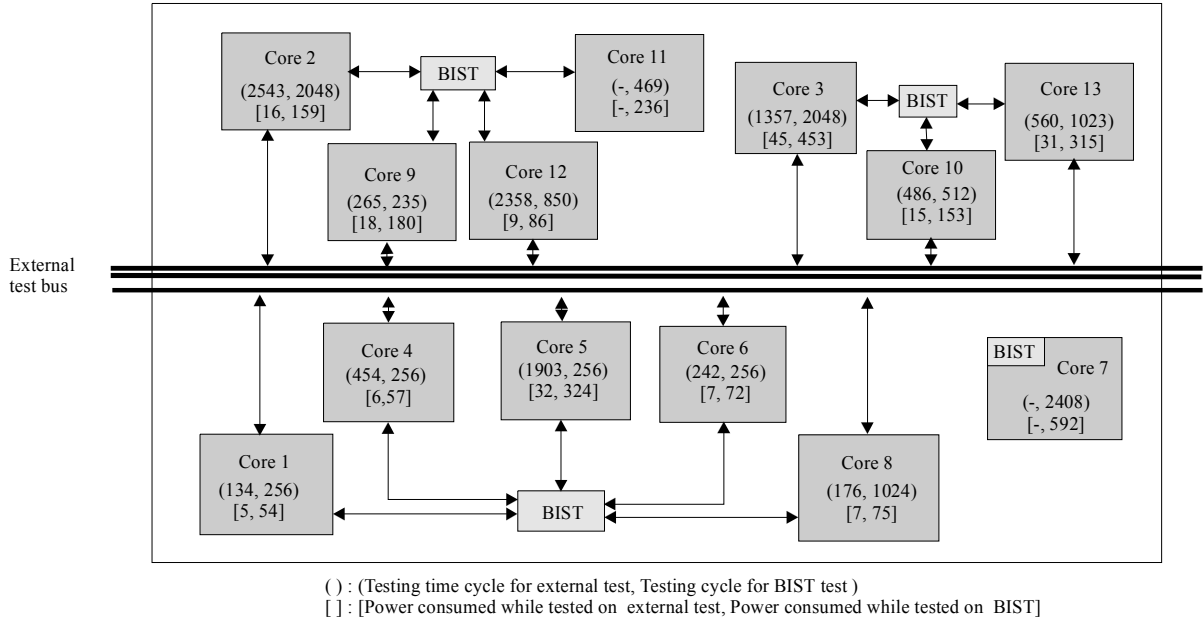 Core 2
(2543, 2048)
[16, 159]
BIST
Core 11
(-, 469)
[-, 236]
Core 3
(1357, 2048)
[45, 453]
BIST
Core 13
(560, 1023)
[31, 315]
Core 9
(265, 235)
[18, 180]
Core 12
(2358, 850)
[9, 86]
Core 10
(486, 512)
[15, 153]
External
test bus
Core 4
(454, 256)
[6,57]
Core 5
(1903, 256)
[32, 324]
Core 6
(242, 256)
[7, 72]
BIST
Core 7
(-, 2408)
[-, 592]
Core 1
(134, 256)
[5, 54]
BIST
Core 8
(176, 1024)
[7, 75]
( ) : (Testing time cycle for external test, Testing cycle for BIST test )
[ ] : [Power consumed while tested on external test, Power consumed while tested on BIST]